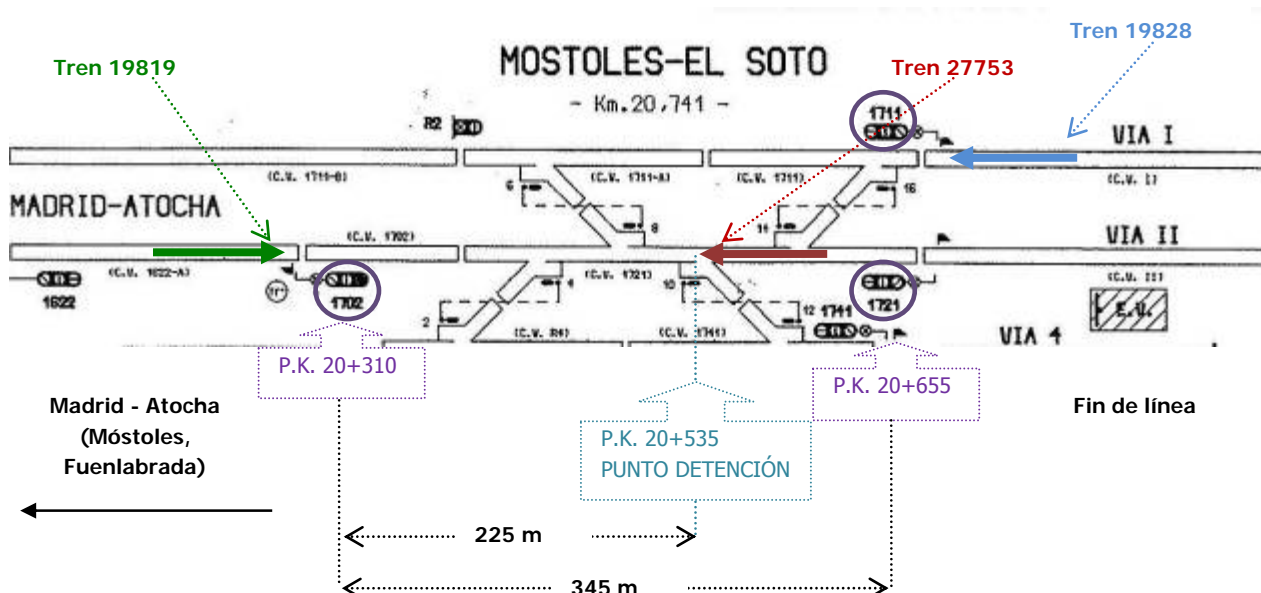 Tren 19819
MOSTOLES-EL SOTO
- Km.20,741 -
Tren 27753
Tren 19828
R2
1711
VIA I
(C.V. 1711-B)
(C.V. 1711-A)
(C.V. 1711)
(C.V. I)
6
8
14
16
MADRID-ATOCHA
(C.V. 1702)
VIA II
(C.V. 1622-A)
(C.V. 1721)
(C.V. II)
1622
1702
2
4
10
12
1741
1721
E.V.
(C.V. R4)
(C.V. 1741)
VIA 4
P.K. 20+310
P.K. 20+655
Madrid - Atocha
(Móstoles,
Fuenlabrada)
P.K. 20+535
PUNTO DETENCIÓN
Fin de línea
225 m
345 m